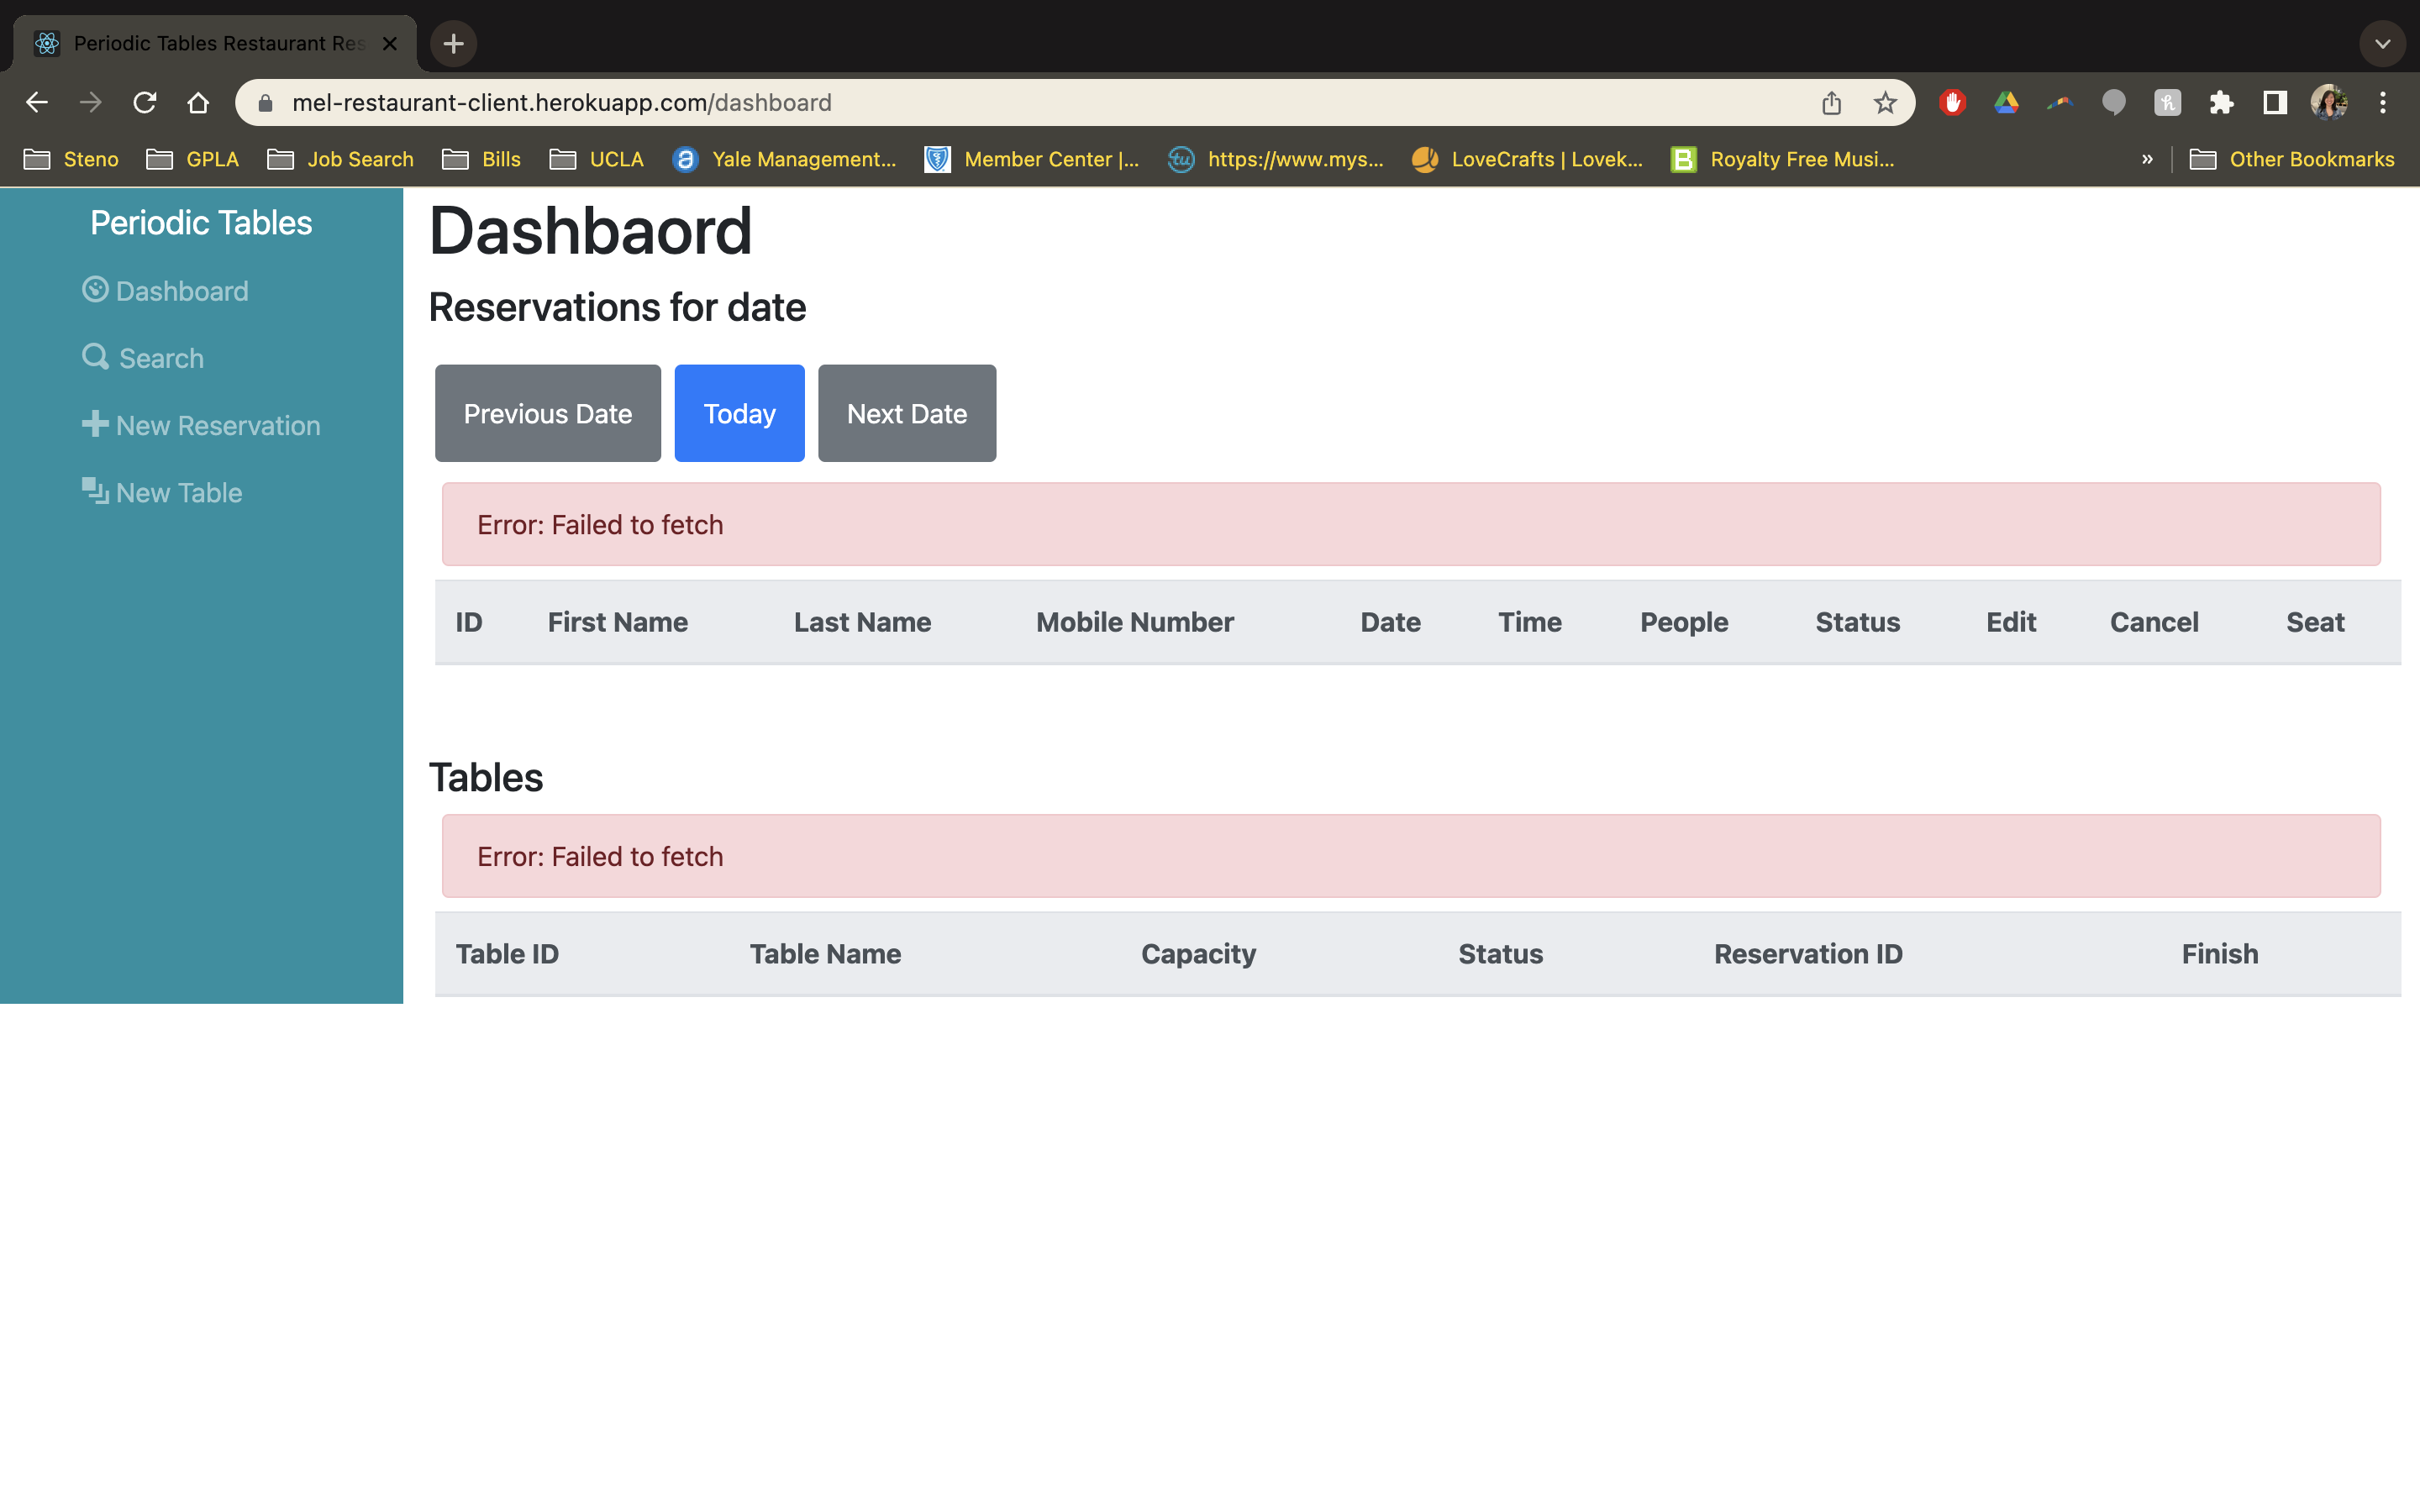 Periodic Tables Restaurant Res
mel-restaurant-client.herokuapp.com/dashboard
Steno GPLA Job Search Bills UCLA Yale Management... Member Center |... https://www.mys... LoveCrafts | Lovek... Royalty Free Musi... » Other Bookmarks
Periodic Tables
Dashboard
Search
New Reservation
New Table
Dashbaord
Reservations for date
Previous Date Today Next Date
Error: Failed to fetch
ID First Name Last Name Mobile Number Date Time People Status Edit Cancel Seat
Tables
Error: Failed to fetch
Table ID Table Name Capacity Status Reservation ID Finish